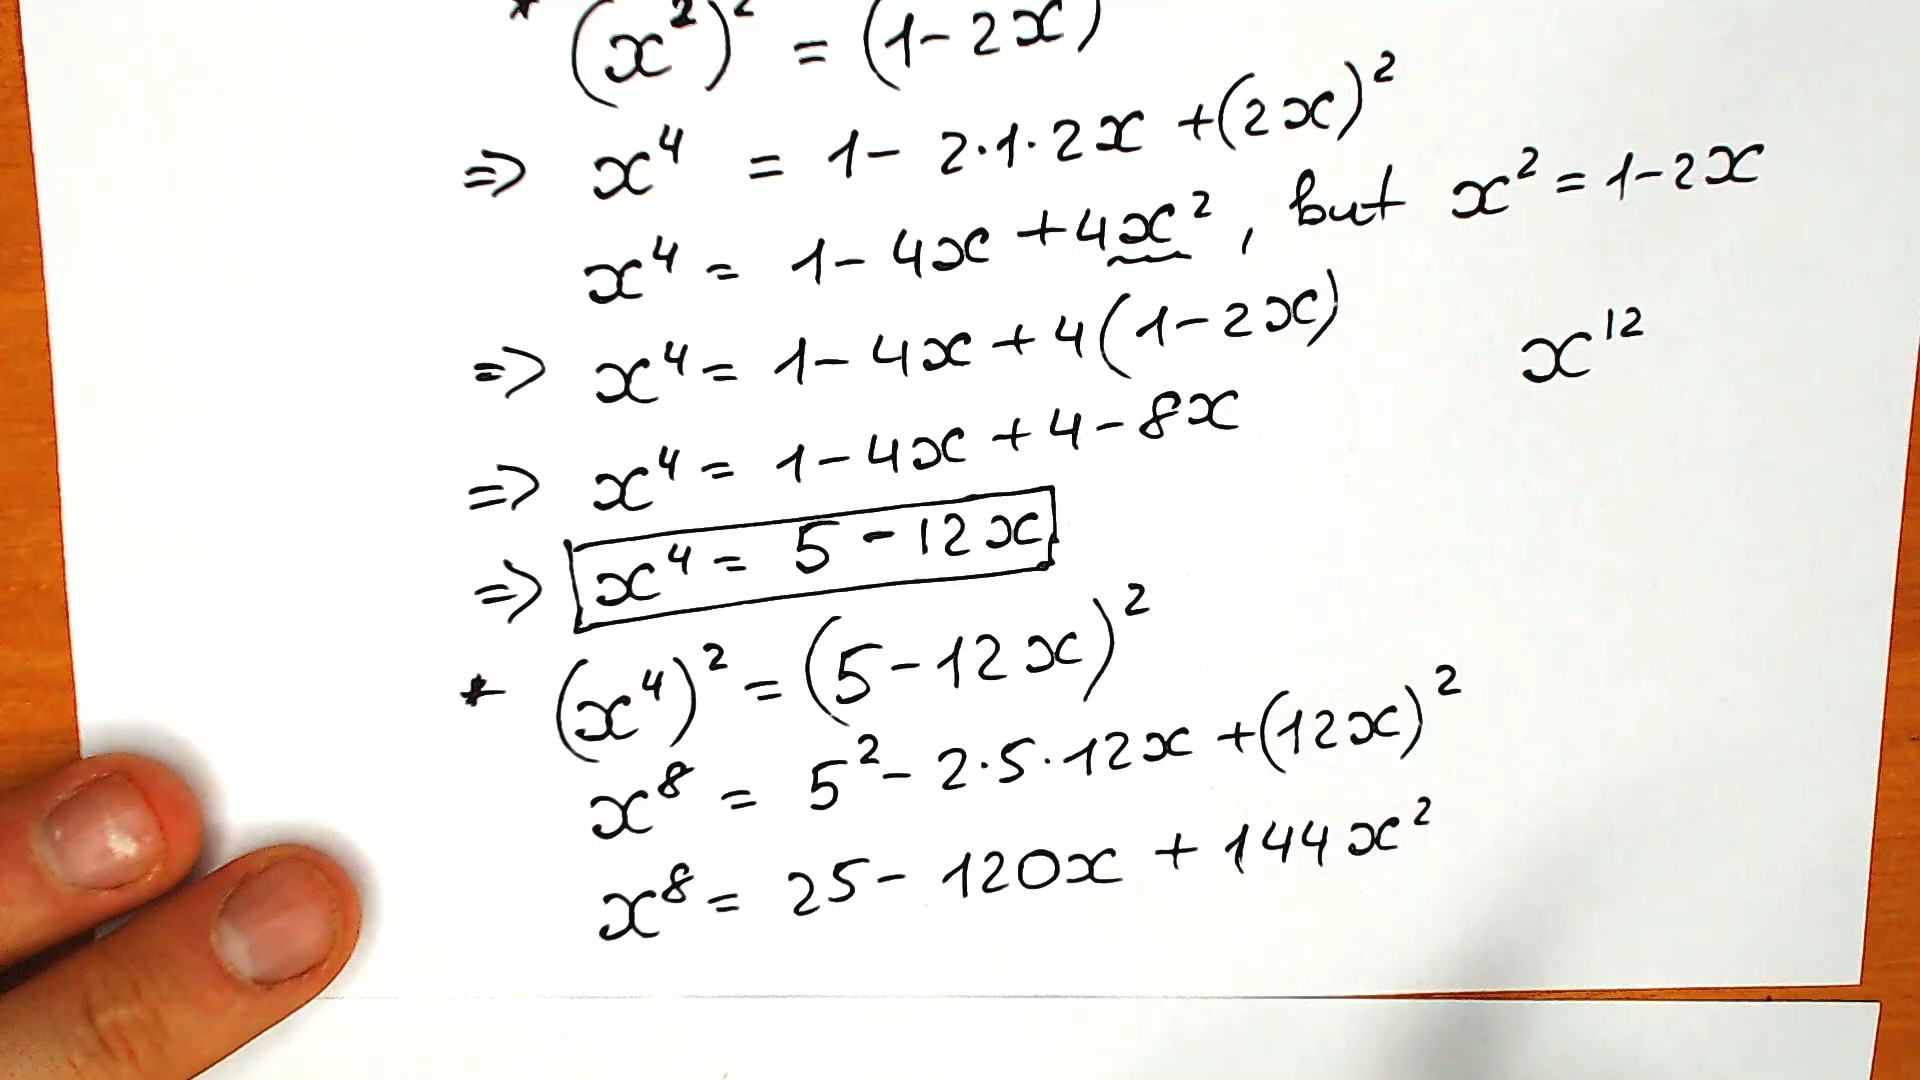 * (x²)² = (1-2x)
=> x⁴ = 1- 2·1·2x +(2x)²
x⁴ = 1- 4x +4x² , but x² = 1-2x
=> x⁴ = 1- 4x + 4(1-2x)
x¹²
=> x⁴ = 1-4x + 4-8x
=> x⁴ = 5 - 12x
* (x⁴)² = (5-12x)²
x⁸ = 5² - 2·5·12x +(12x)²
x⁸ = 25- 120x + 144x²